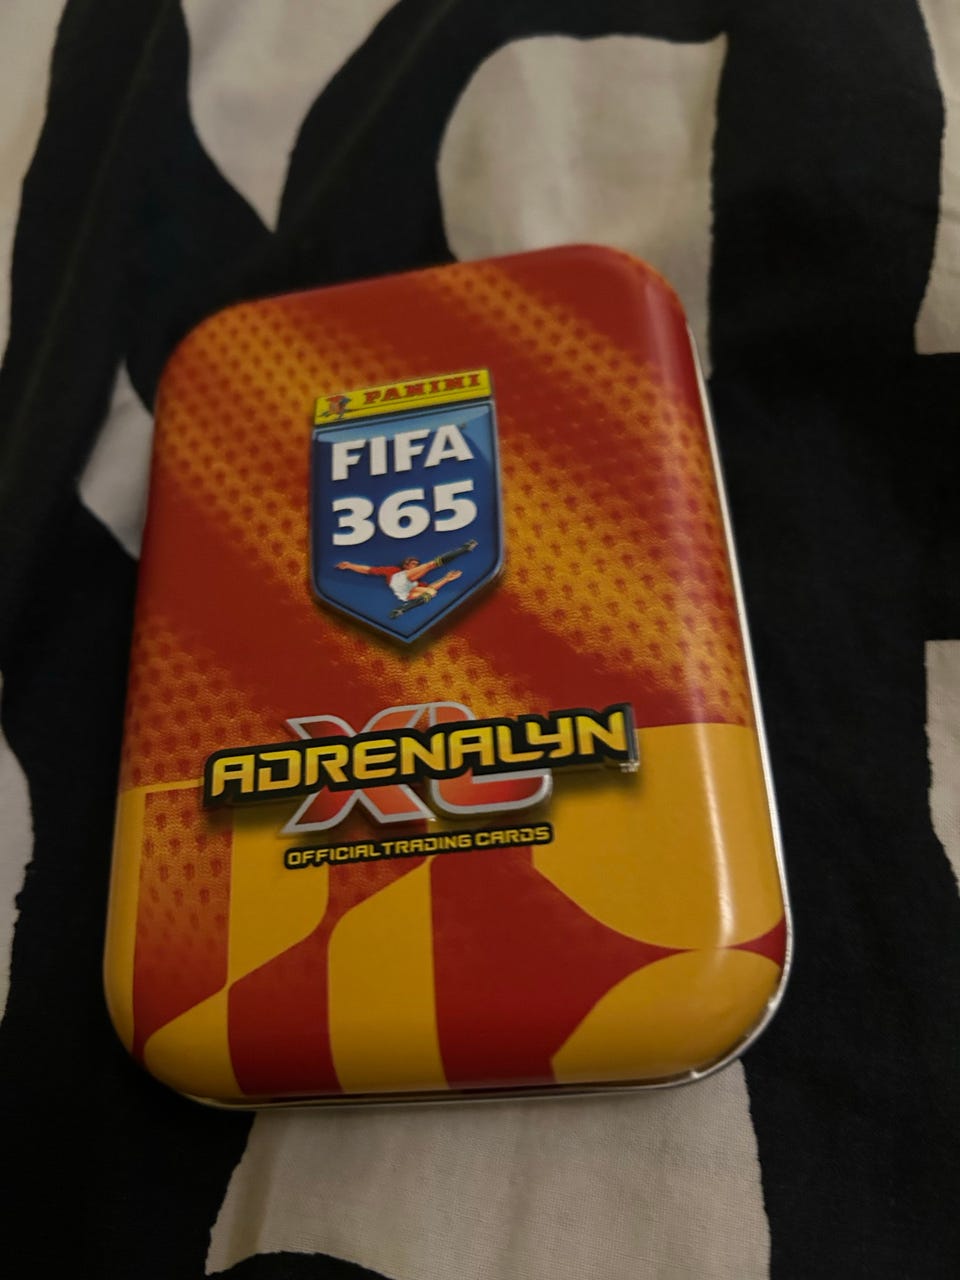 PANINI
FIFA
365
XL
ADRENALYN
OFFICIAL TRADING CARDS